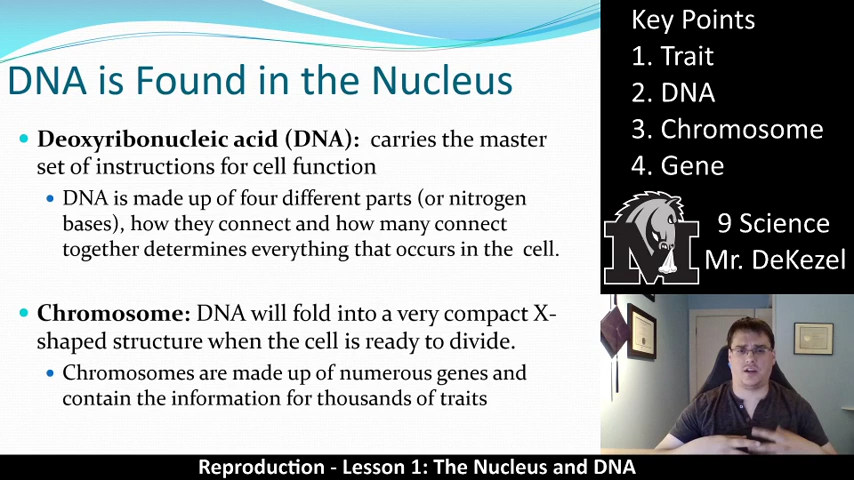 DNA is Found in the Nucleus
Deoxyribonucleic acid (DNA): carries the master
set of instructions for cell function
DNA is made up of four different parts (or nitrogen
bases), how they connect and how many connect
together determines everything that occurs in the cell.
Chromosome: DNA will fold into a very compact X-
shaped structure when the cell is ready to divide.
Chromosomes are made up of numerous genes and
contain the information for thousands of traits
Key Points
1. Trait
2. DNA
3. Chromosome
4. Gene
M
9 Science
Mr. DeKezel
Reproduction - Lesson 1: The Nucleus and DNA